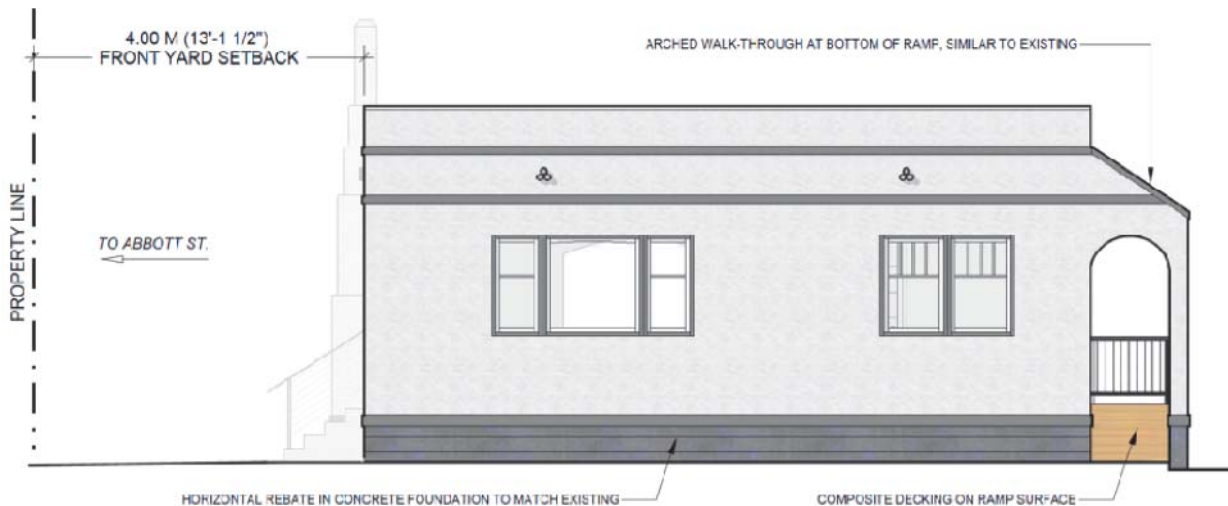 4.00 M (13'-1 1/2")
FRONT YARD SETBACK
ARCHED WALK-THROUGH AT BOTTOM OF RAMP, SIMILAR TO EXISTING
PROPERTY LINE
TO ABBOTT ST.
HORIZONTAL REBATE IN CONCRETE FOUNDATION TO MATCH EXISTING
COMPOSITE DECKING ON RAMP SURFACE